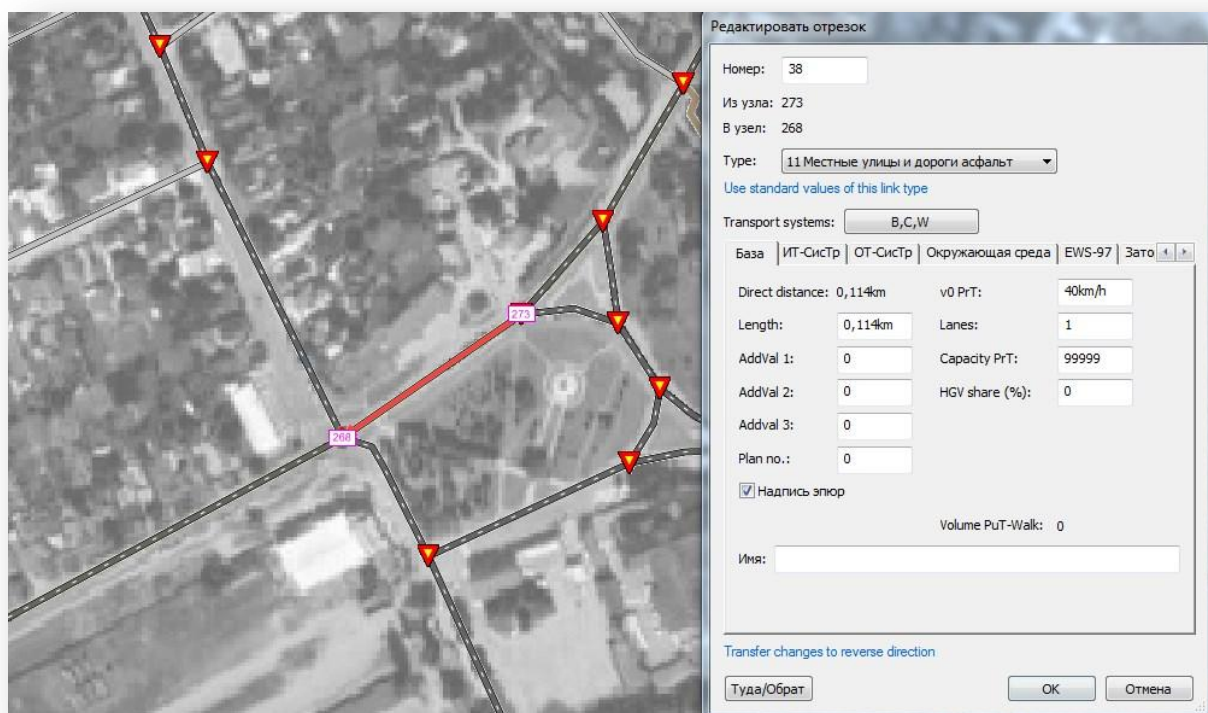 Редактировать отрезок
Номер: 38
Из узла: 273
В узел: 268
Type: 11 Местные улицы и дороги асфальт
Use standard values of this link type
Transport systems: B,C,W
База ИТ-СисТр ОТ-СисТр Окружающая среда EWS-97 Зато
Direct distance: 0,114km v0 PrT: 40km/h
Length: 0,114km Lanes: 1
AddVal 1: 0 Capacity PrT: 99999
AddVal 2: 0 HGV share (%): 0
Addval 3: 0
Plan no.: 0
Надпись эпюр
Volume PuT-Walk: 0
Имя:
Transfer changes to reverse direction
Туда/Обрат OK Отмена
273
268